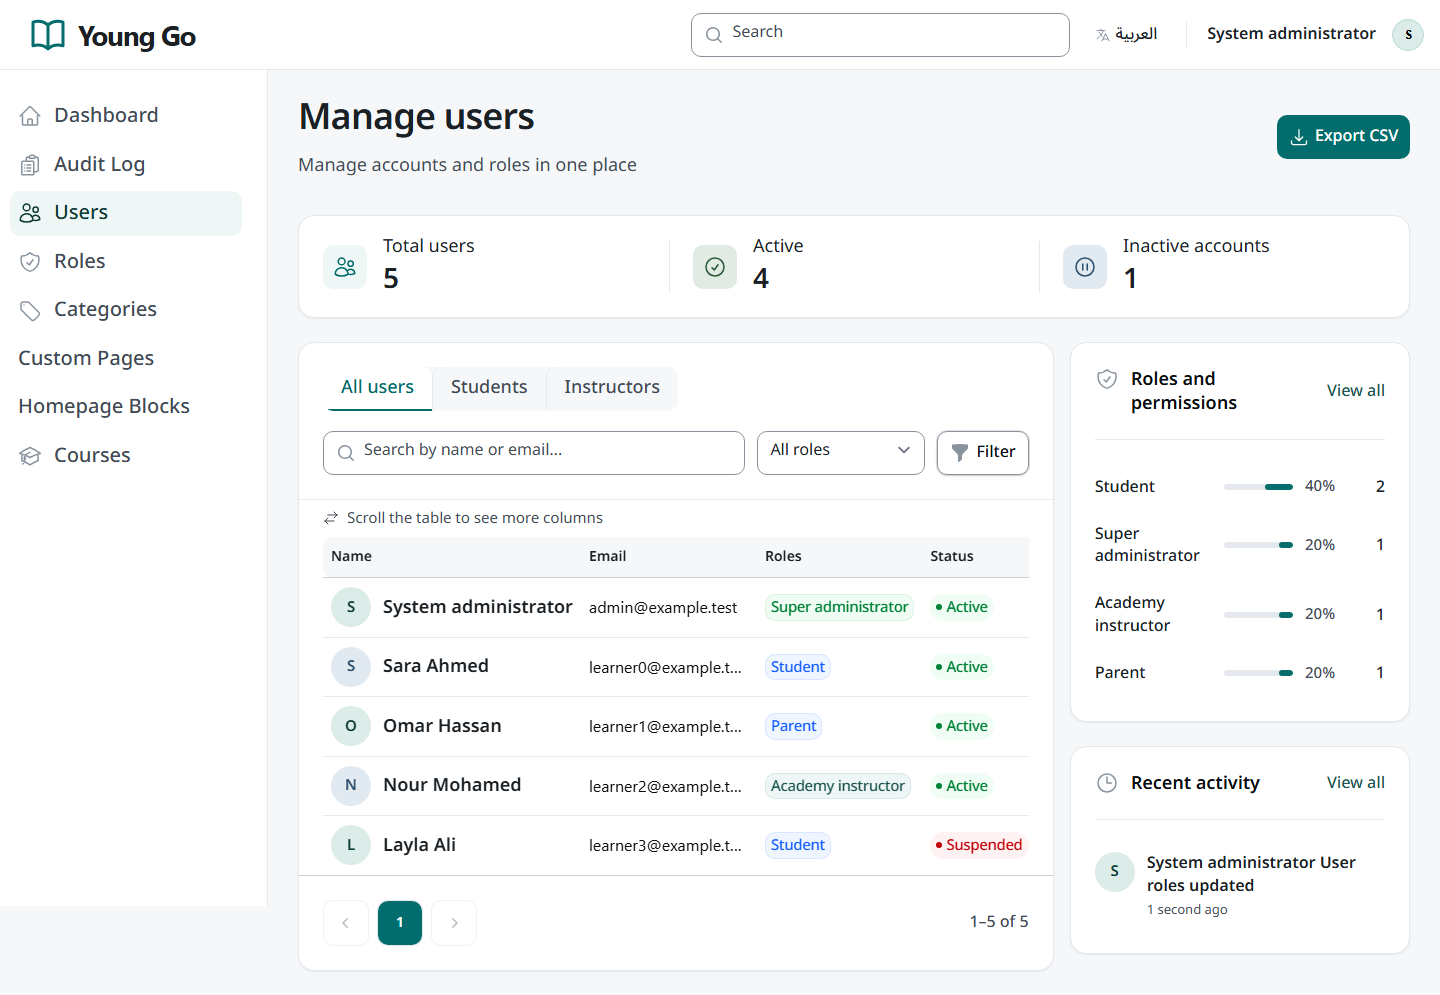 Young Go
Search
العربية
System administrator
S
Dashboard
Audit Log
Users
Roles
Categories
Custom Pages
Homepage Blocks
Courses
Manage users
Manage accounts and roles in one place
Export CSV
Total users
5
Active
4
Inactive accounts
1
All users
Students
Instructors
Search by name or email...
All roles
Filter
Scroll the table to see more columns
Name Email Roles Status
S System administrator admin@example.test Super administrator Active
S Sara Ahmed learner0@example.t... Student Active
O Omar Hassan learner1@example.t... Parent Active
N Nour Mohamed learner2@example.t... Academy instructor Active
L Layla Ali learner3@example.t... Student Suspended
1
1–5 of 5
Roles and
permissions
View all
Student 40% 2
Super
administrator 20% 1
Academy
instructor 20% 1
Parent 20% 1
Recent activity
View all
S
System administrator User
roles updated
1 second ago